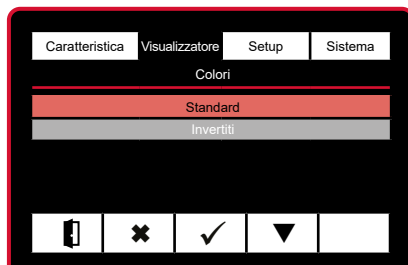 Caratteristica Visualizzatore Setup Sistema
Colori
Standard
Invertiti